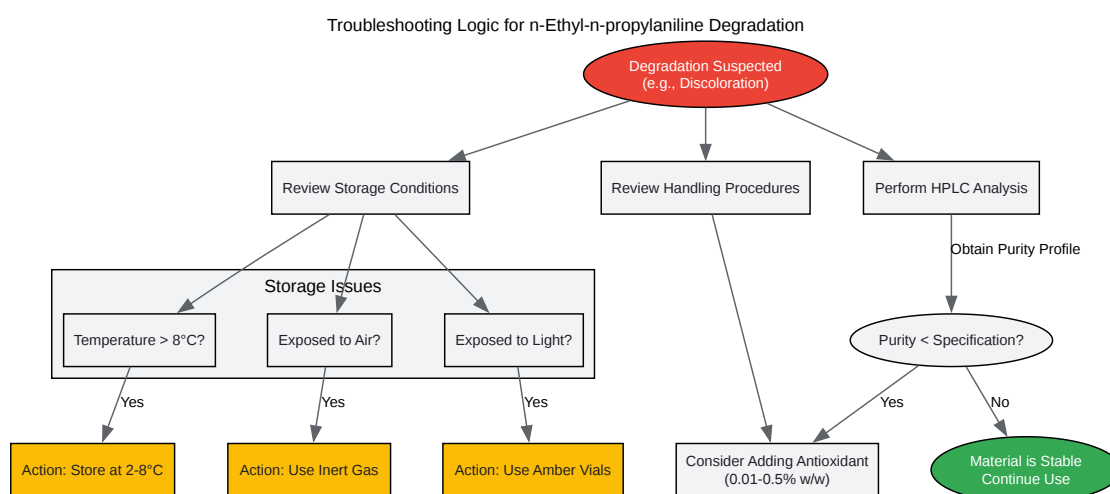 Troubleshooting Logic for n-Ethyl-n-propylaniline Degradation
Degradation Suspected
(e.g., Discoloration)
Review Storage Conditions
Review Handling Procedures
Perform HPLC Analysis
Obtain Purity Profile
Storage Issues
Temperature > 8°C?
Exposed to Air?
Exposed to Light?
Purity < Specification?
Yes
Yes
Yes
Yes
No
Action: Store at 2-8°C
Action: Use Inert Gas
Action: Use Amber Vials
Consider Adding Antioxidant
(0.01-0.5% w/w)
Material is Stable
Continue Use